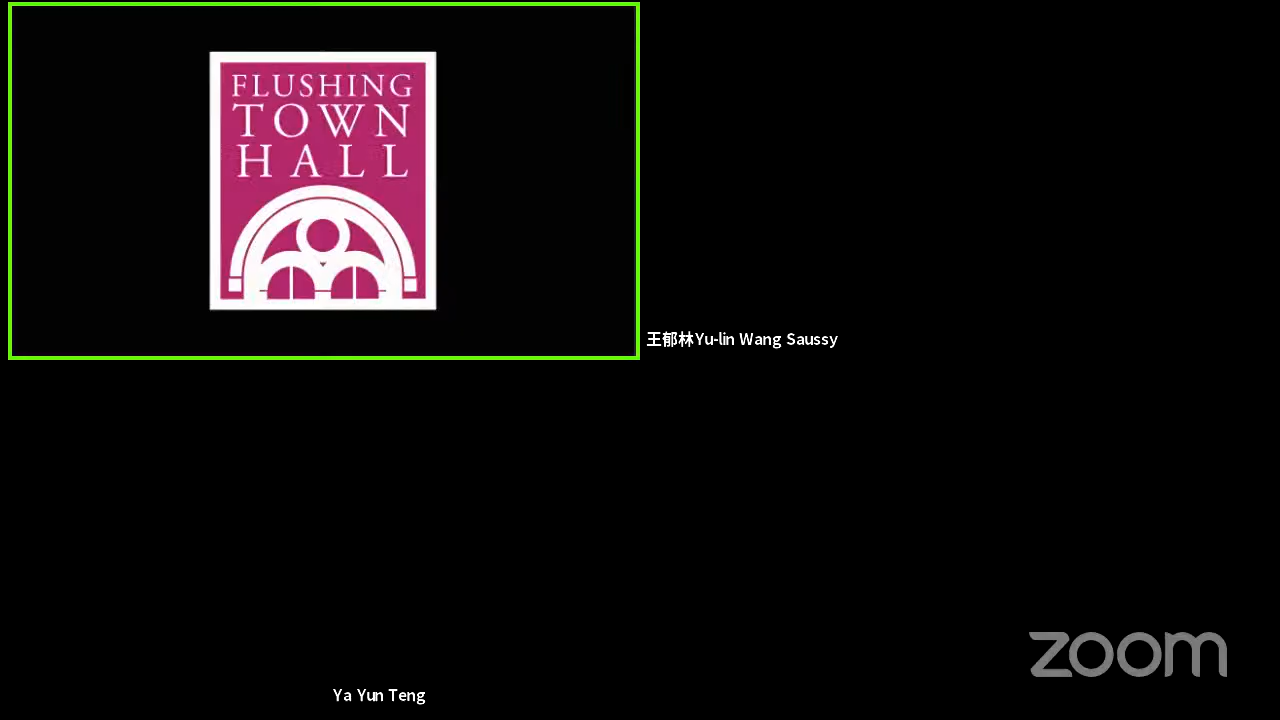 FLUSHING
TOWN
HALL
王郁林Yu-lin Wang Saussy
zoom
Ya Yun Teng